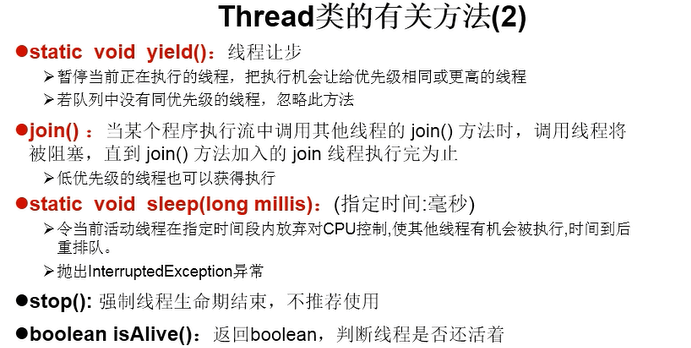 Thread类的有关方法(2)
●static void yield()：线程让步
➢暂停当前正在执行的线程，把执行机会让给优先级相同或更高的线程
➢若队列中没有同优先级的线程，忽略此方法
●join() ：当某个程序执行流中调用其他线程的 join() 方法时，调用线程将
被阻塞，直到 join() 方法加入的 join 线程执行完为止
➢低优先级的线程也可以获得执行
●static void sleep(long millis)：(指定时间:毫秒)
➢令当前活动线程在指定时间段内放弃对CPU控制,使其他线程有机会被执行,时间到后
重排队。
➢抛出InterruptedException异常
●stop(): 强制线程生命期结束，不推荐使用
●boolean isAlive()：返回boolean，判断线程是否还活着